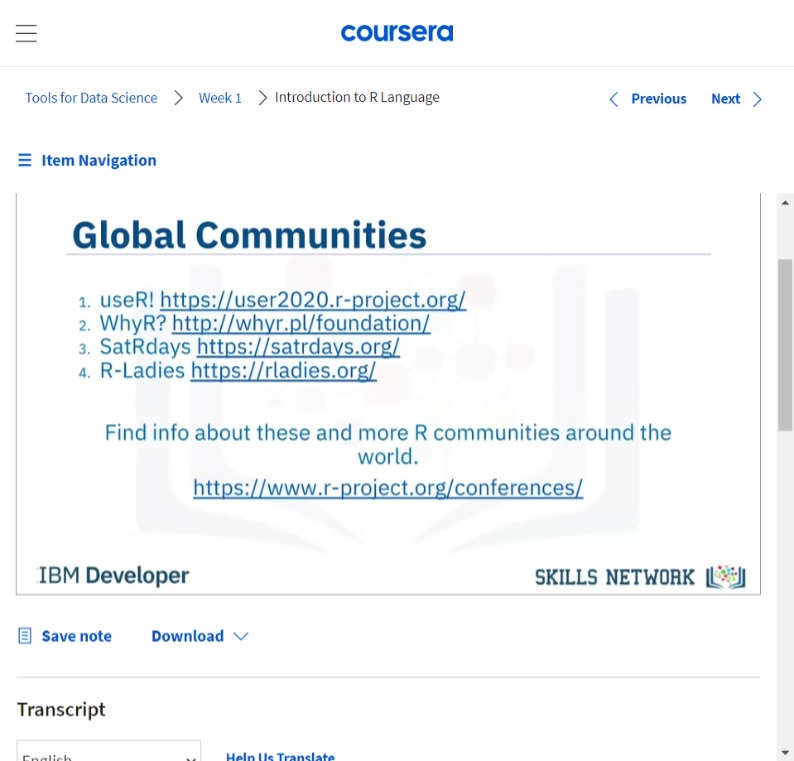 coursera
Tools for Data Science > Week 1 > Introduction to R Language
Previous Next
Item Navigation
Global Communities
1. useR! https://user2020.r-project.org/
2. WhyR? http://whyr.pl/foundation/
3. SatRdays https://satrdays.org/
4. R-Ladies https://rladies.org/
Find info about these and more R communities around the
world.
https://www.r-project.org/conferences/
IBM Developer SKILLS NETWORK
Save note Download
Transcript
English Help Us Translate